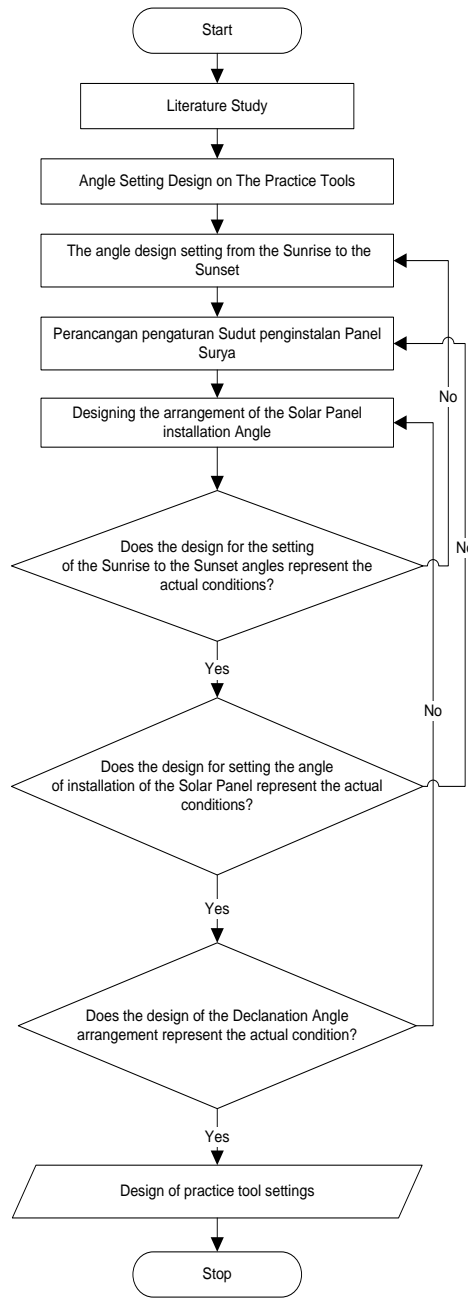 Start
Literature Study
Angle Setting Design on The Practice Tools
The angle design setting from the Sunrise to the
Sunset
Perancangan pengaturan Sudut penginstalan Panel
Surya
Designing the arrangement of the Solar Panel
installation Angle
No
Does the design for the setting
of the Sunrise to the Sunset angles represent the
actual conditions?
No
Yes
No
Does the design for setting the angle
of installation of the Solar Panel represent the actual
conditions?
Yes
Does the design of the Declanation Angle
arrangement represent the actual condition?
Yes
Design of practice tool settings
Stop